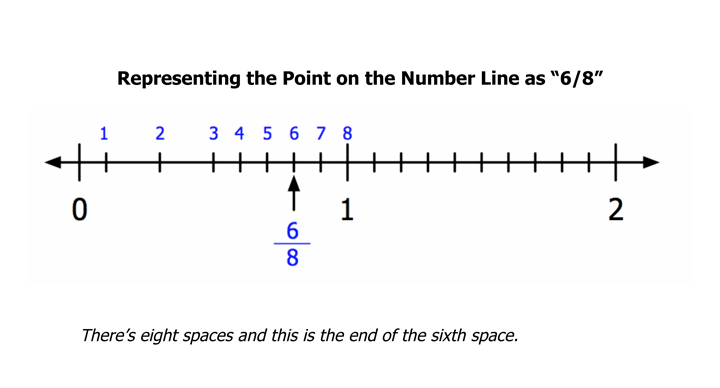 Representing the Point on the Number Line as “6/8”
1 2 3 4 5 6 7 8
0 1 2
6
8
There’s eight spaces and this is the end of the sixth space.